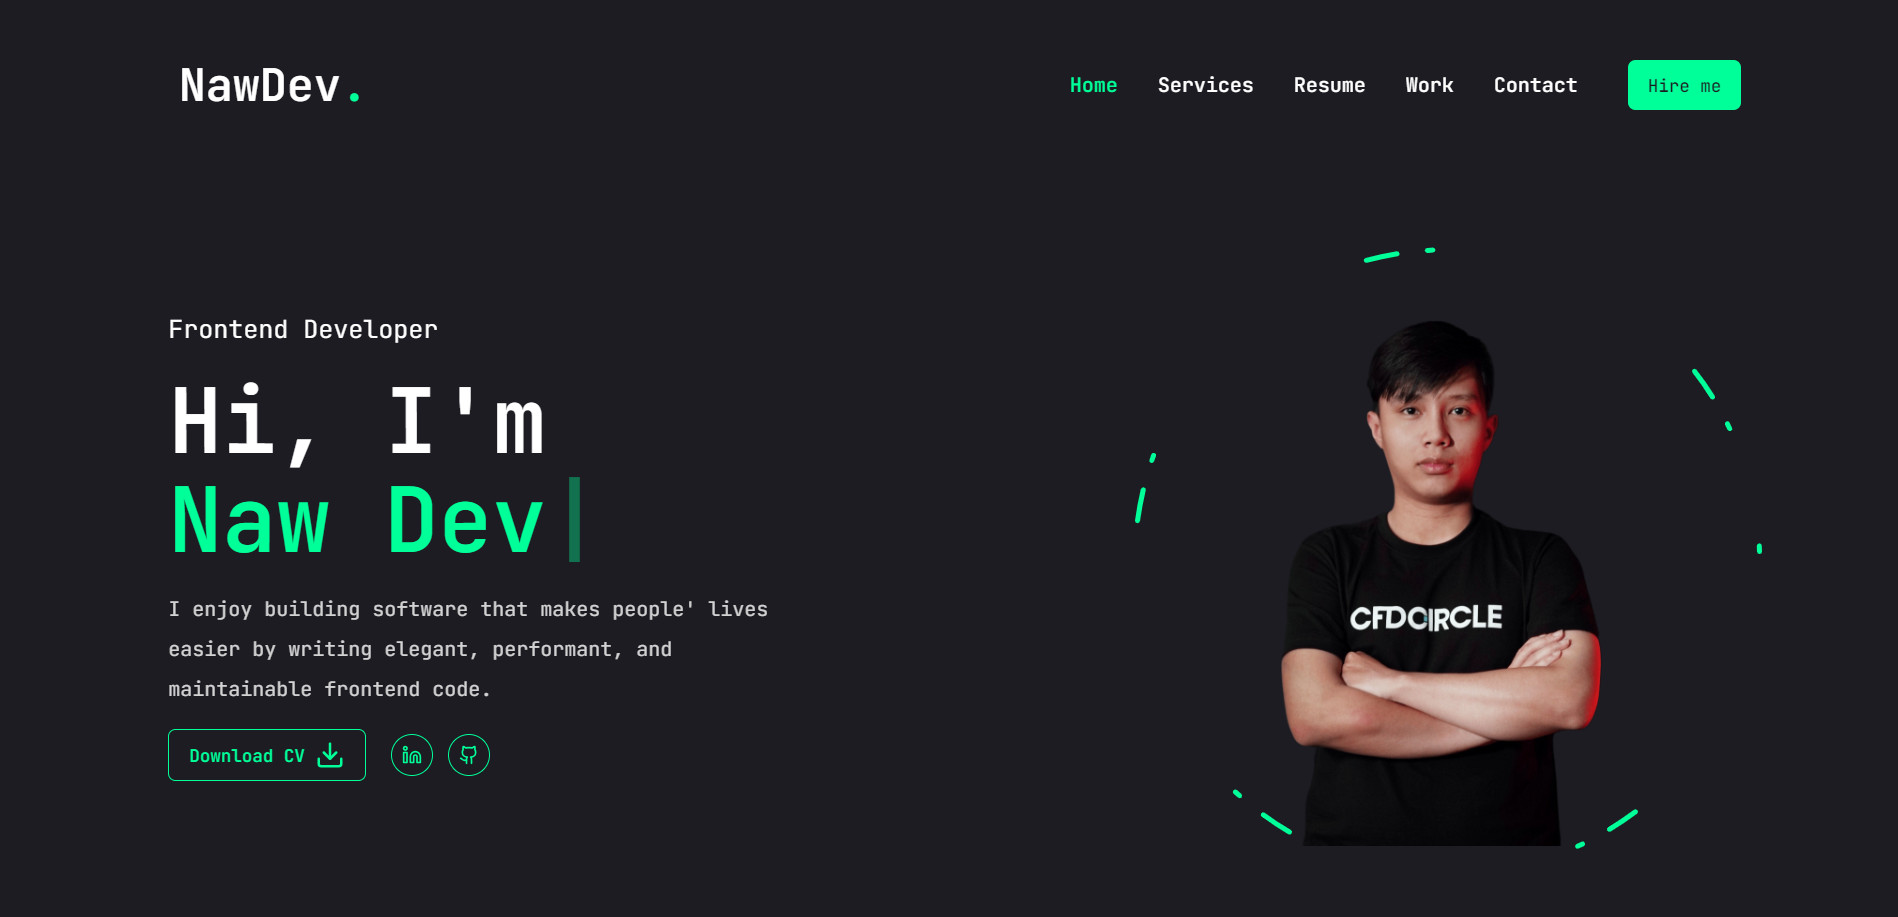 NawDev.
Home Services Resume Work Contact Hire me
Frontend Developer
Hi, I'm
Naw Dev
I enjoy building software that makes people' lives
easier by writing elegant, performant, and
maintainable frontend code.
Download CV
in
CFDCIRCLE